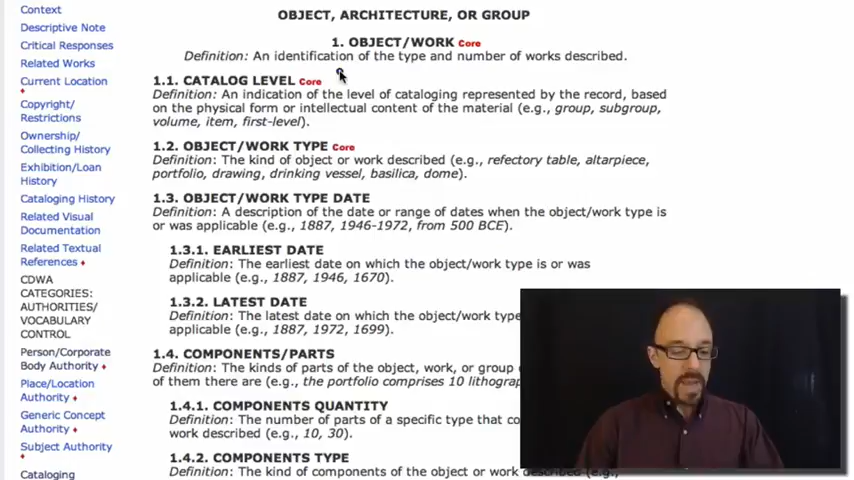 Context
Descriptive Note
Critical Responses
Related Works
Current Location
♦
Copyright/
Restrictions
Ownership/
Collecting History
Exhibition/Loan
History
Cataloging History
Related Visual
Documentation
Related Textual
References ♦
CDWA
CATEGORIES:
AUTHORITIES/
VOCABULARY
CONTROL
Person/Corporate
Body Authority ♦
Place/Location
Authority ♦
Generic Concept
Authority ♦
Subject Authority
♦
Cataloging
OBJECT, ARCHITECTURE, OR GROUP
1. OBJECT/WORK Core
Definition: An identification of the type and number of works described.
1.1. CATALOG LEVEL Core
Definition: An indication of the level of cataloging represented by the record, based
on the physical form or intellectual content of the material (e.g., group, subgroup,
volume, item, first-level).
1.2. OBJECT/WORK TYPE Core
Definition: The kind of object or work described (e.g., refectory table, altarpiece,
portfolio, drawing, drinking vessel, basilica, dome).
1.3. OBJECT/WORK TYPE DATE
Definition: A description of the date or range of dates when the object/work type is
or was applicable (e.g., 1887, 1946-1972, from 500 BCE).
1.3.1. EARLIEST DATE
Definition: The earliest date on which the object/work type is or was
applicable (e.g., 1887, 1946, 1670).
1.3.2. LATEST DATE
Definition: The latest date on which the object/work type
applicable (e.g., 1887, 1972, 1699).
1.4. COMPONENTS/PARTS
Definition: The kinds of parts of the object, work, or group
of them there are (e.g., the portfolio comprises 10
1.4.1. COMPONENTS QUANTITY
Definition: The number of parts of a specific type that
work described (e.g., 10, 30).
1.4.2. COMPONENTS TYPE
Definition: The kind of components of the object or work described (e.g.,